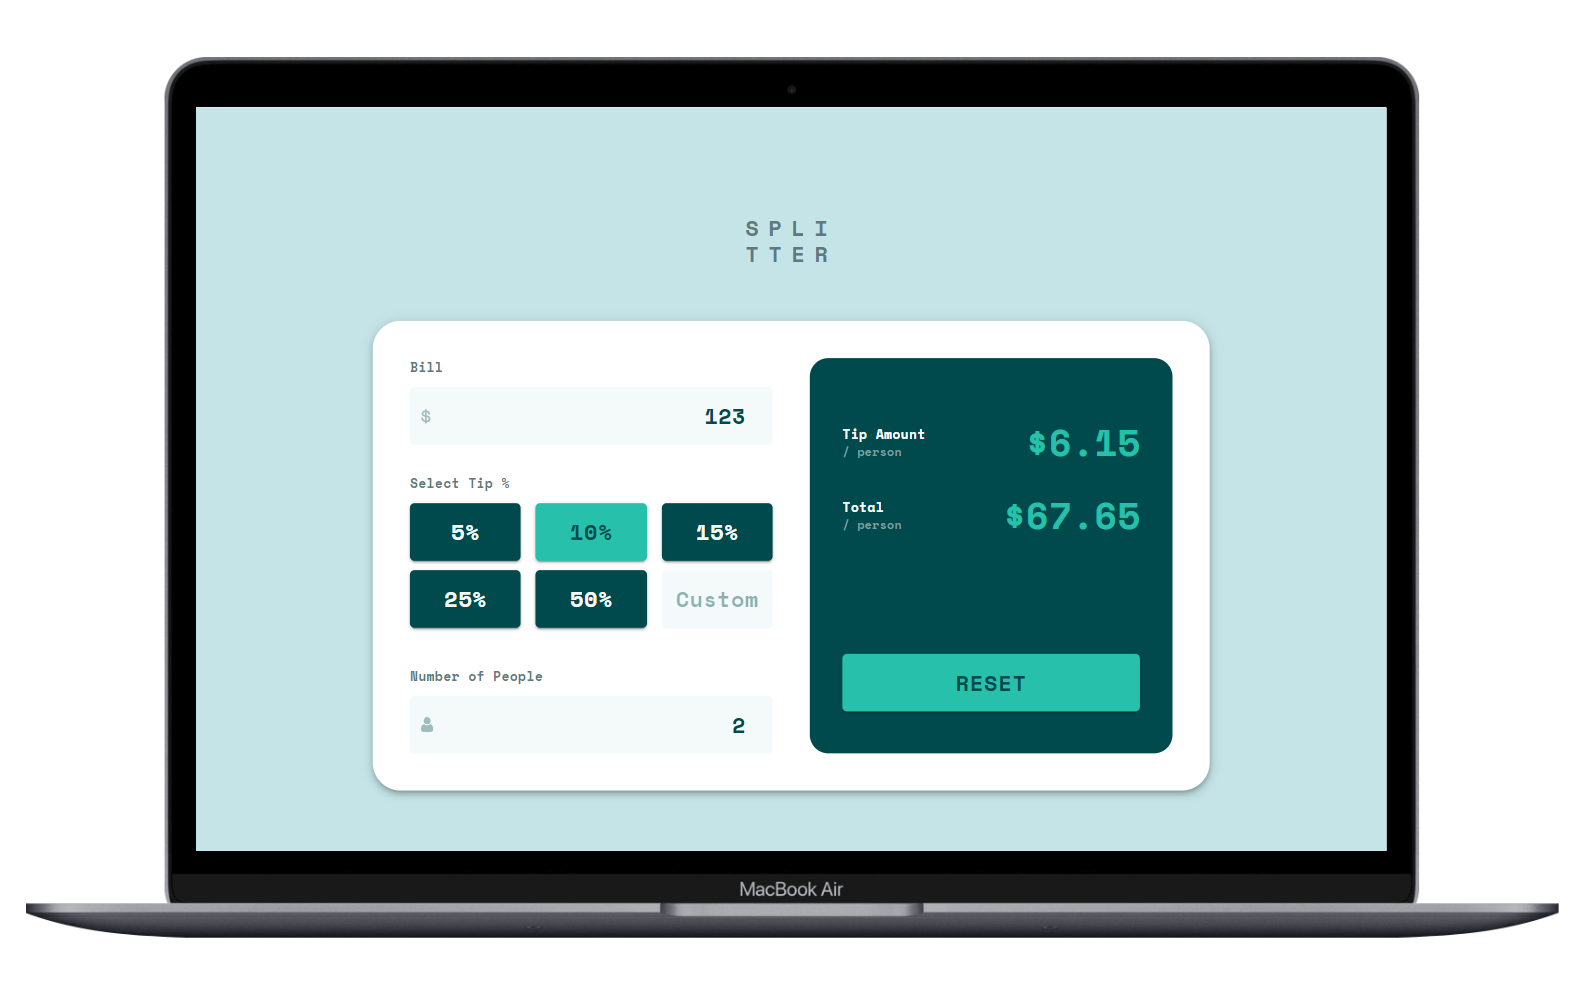 SPLI
TTER
Bill
$ 123
Select Tip %
5% 10% 15%
25% 50% Custom
Number of People
2
Tip Amount
/ person
$6.15
Total
/ person
$67.65
RESET
MacBook Air